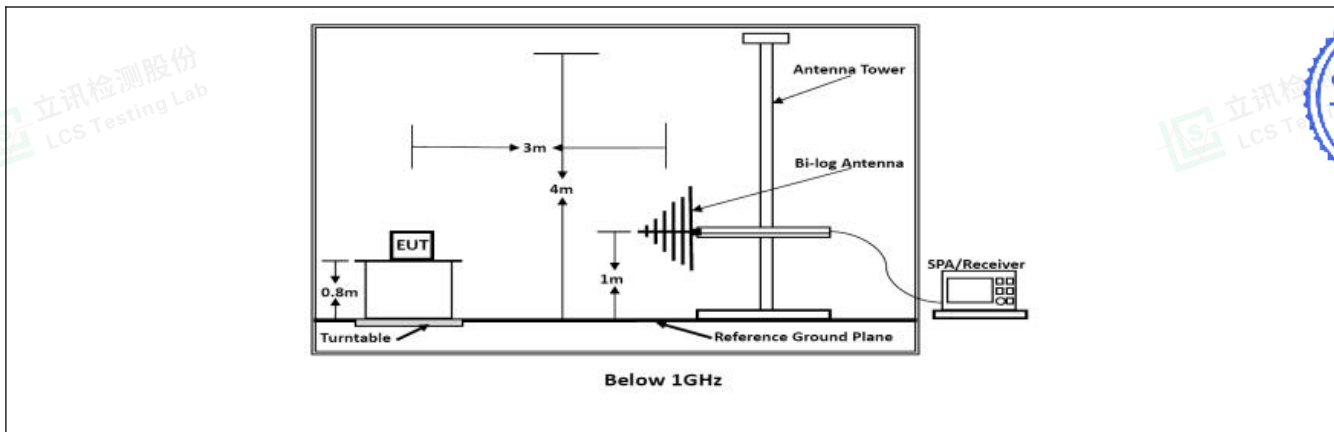 立讯检测股份
LCS Testing Lab
立讯检
LCS Te
Antenna Tower
3m
Bi-log Antenna
4m
EUT
1m
SPA/Receiver
0.8m
Turntable
Reference Ground Plane
Below 1GHz